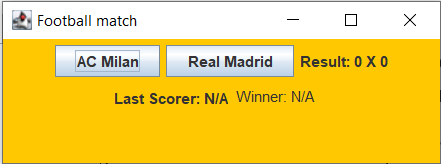 Football match
AC Milan Real Madrid Result: 0 X 0
Last Scorer: N/A Winner: N/A